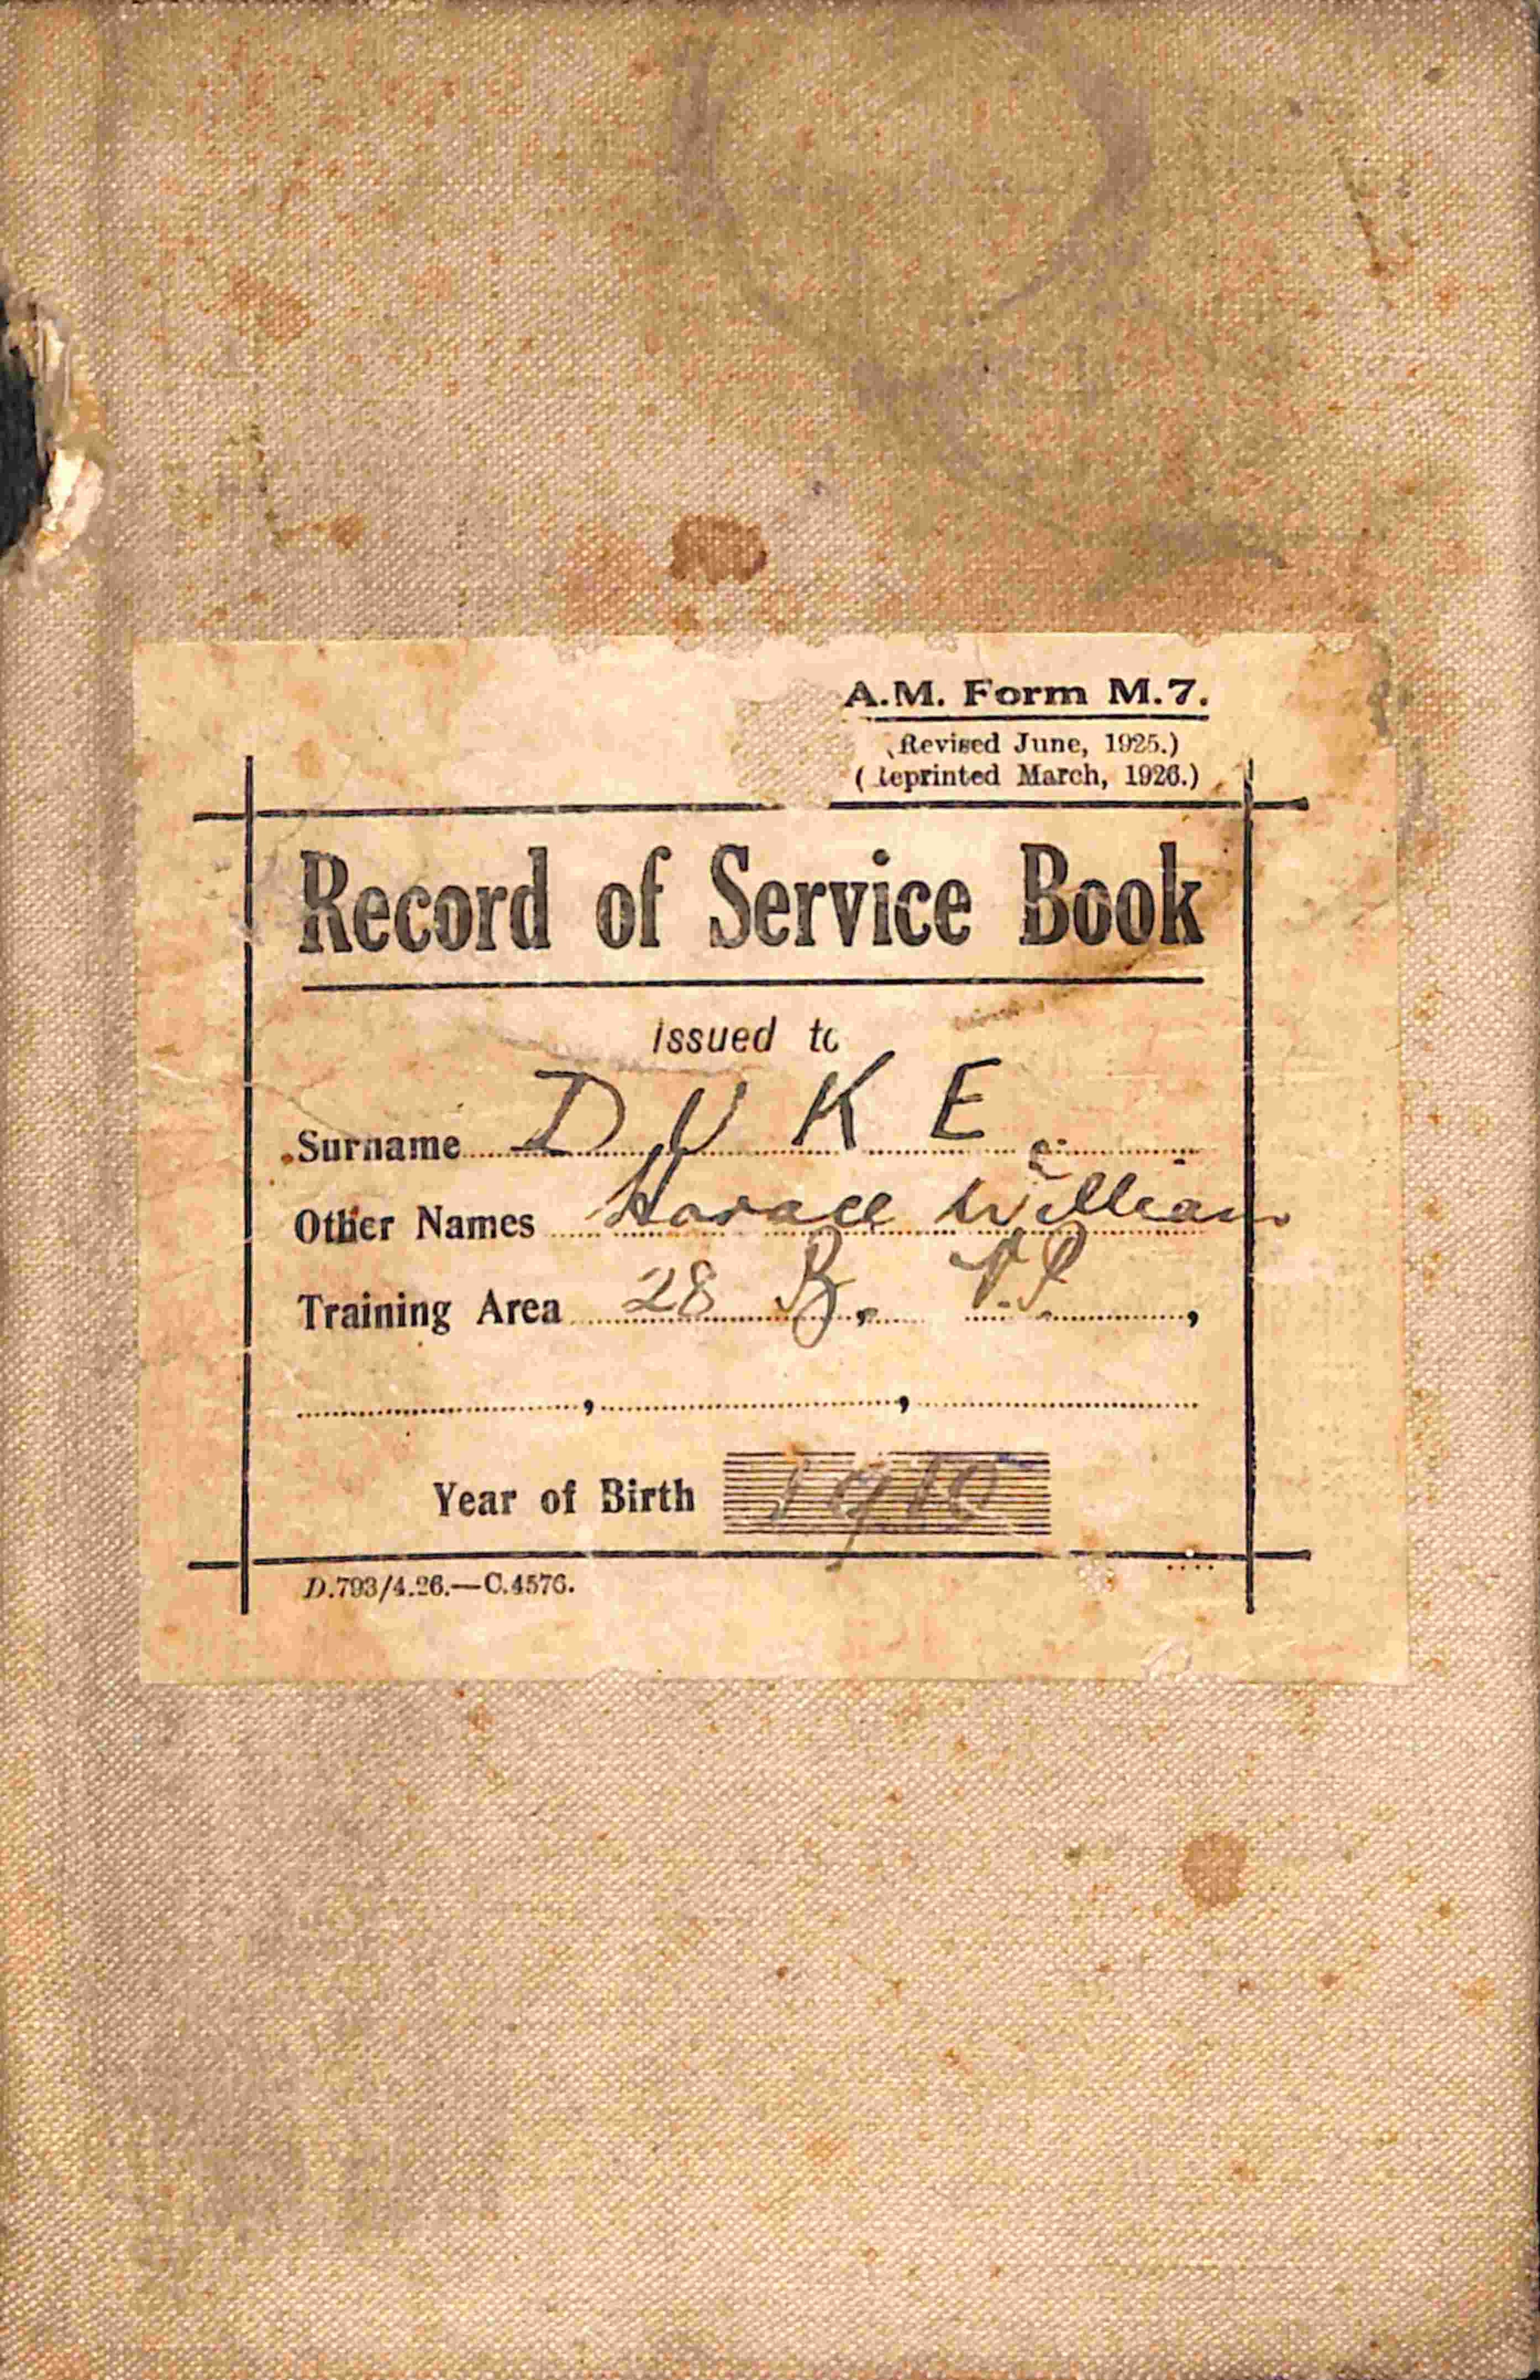 A.M. Form M.7.
(Revised June, 1925.)
(Reprinted March, 1926.)
Record of Service Book
issued to
Surname DUKE
Other Names Horace William
Training Area 28 B,
Year of Birth 1910
D.793/4.26.—C.4576.